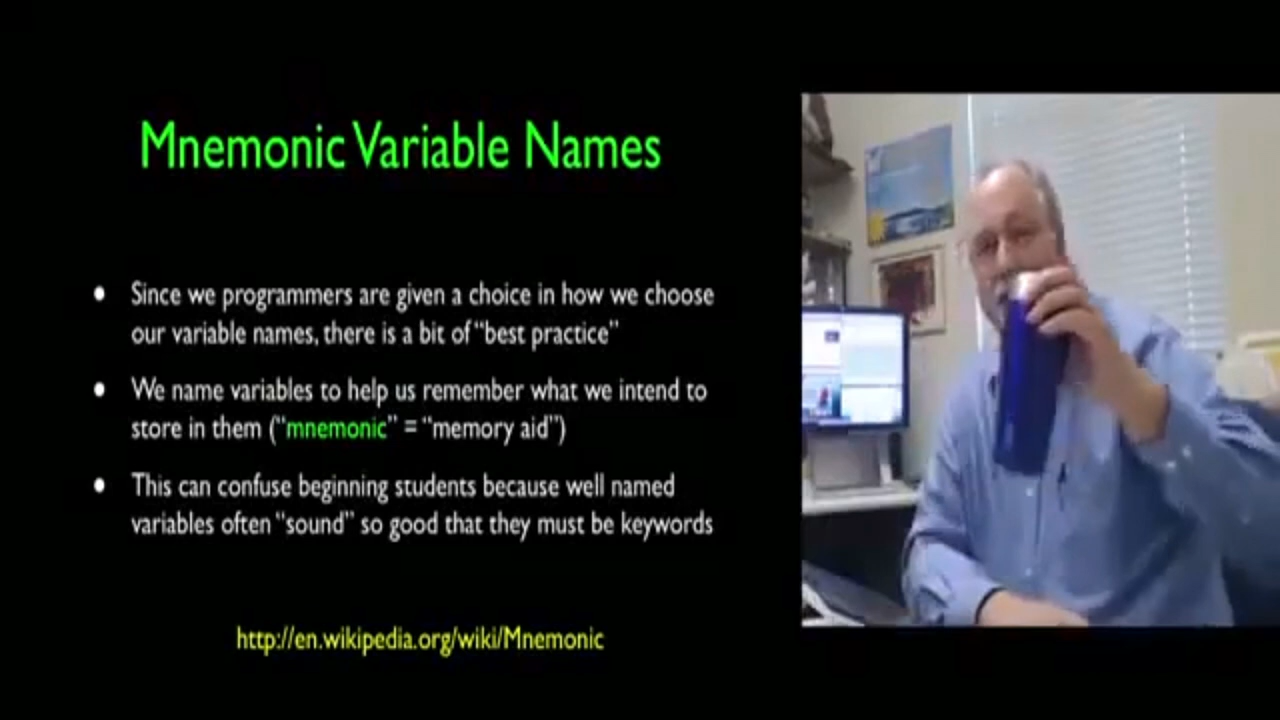 Mnemonic Variable Names
• Since we programmers are given a choice in how we choose
our variable names, there is a bit of “best practice”
• We name variables to help us remember what we intend to
store in them (“mnemonic” = “memory aid”)
• This can confuse beginning students because well named
variables often “sound” so good that they must be keywords
http://en.wikipedia.org/wiki/Mnemonic